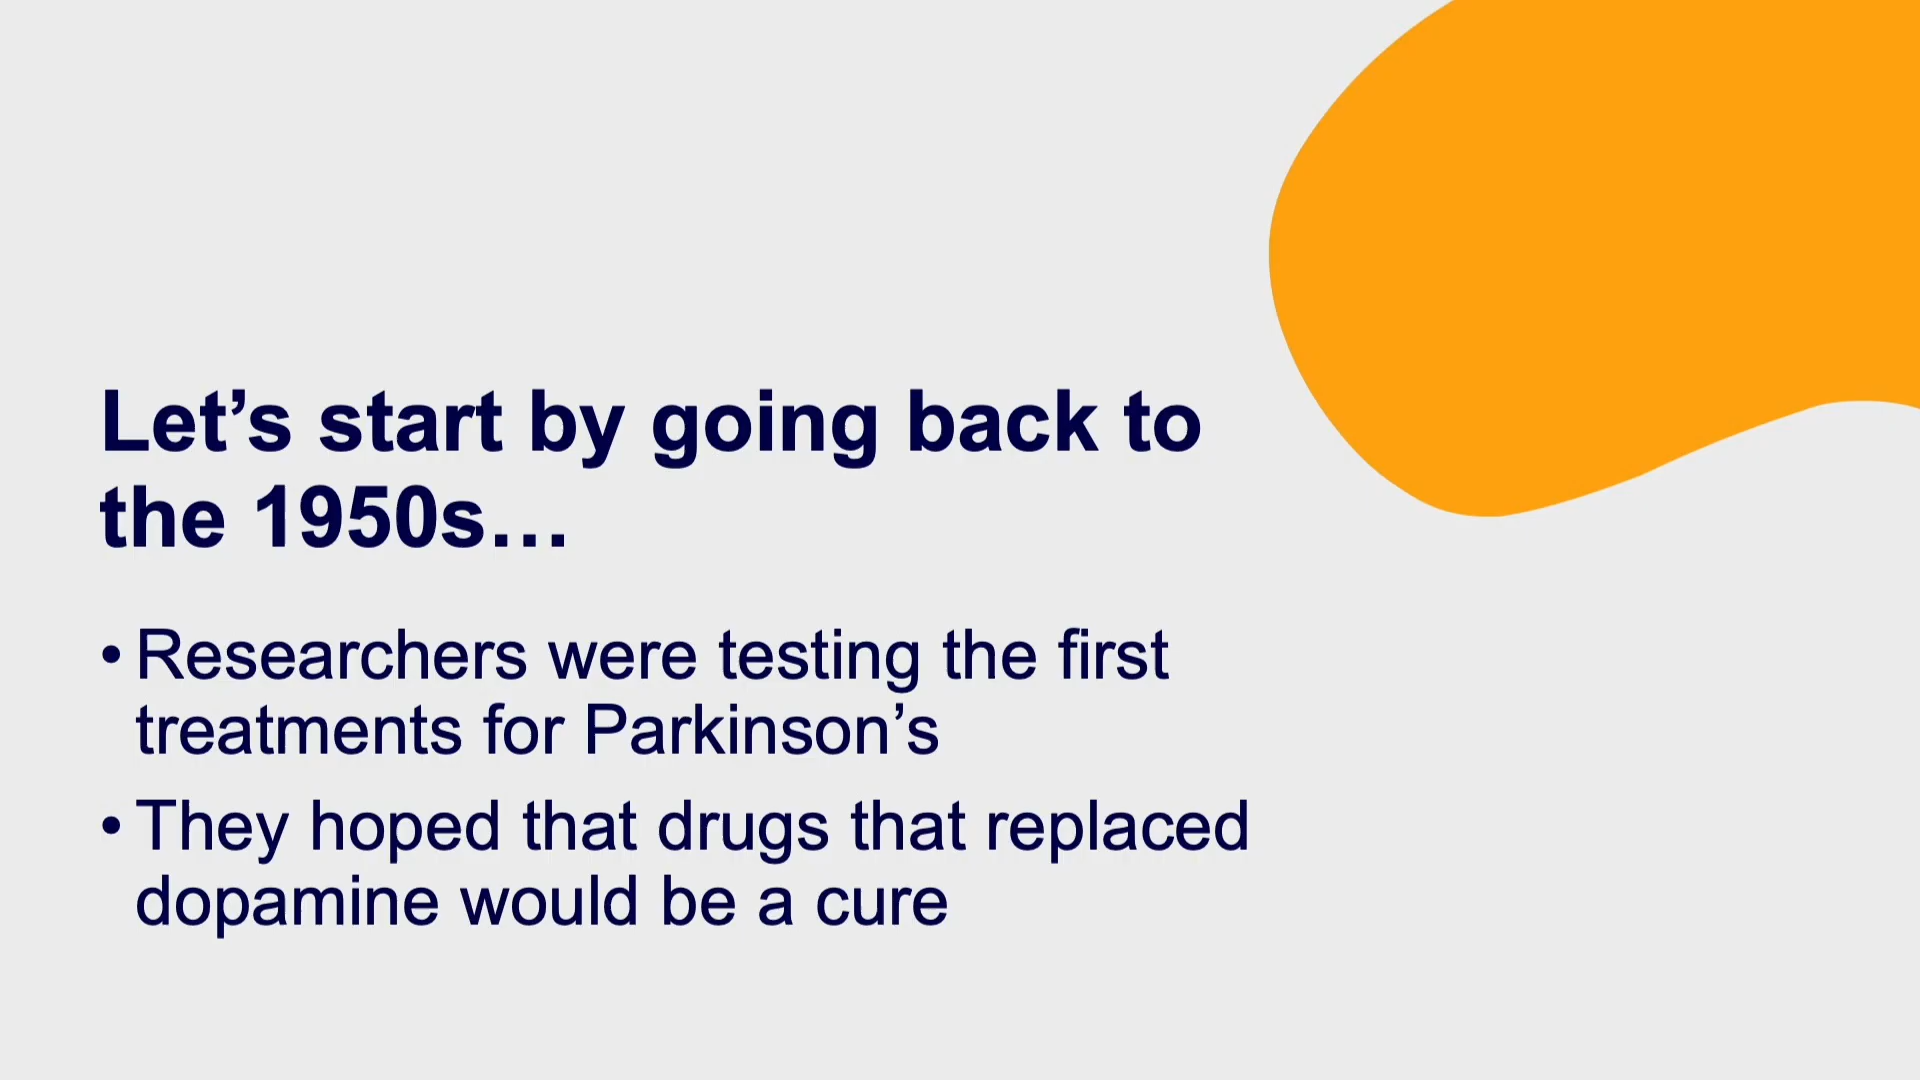 Let’s start by going back to
the 1950s…
• Researchers were testing the first
treatments for Parkinson’s
• They hoped that drugs that replaced
dopamine would be a cure